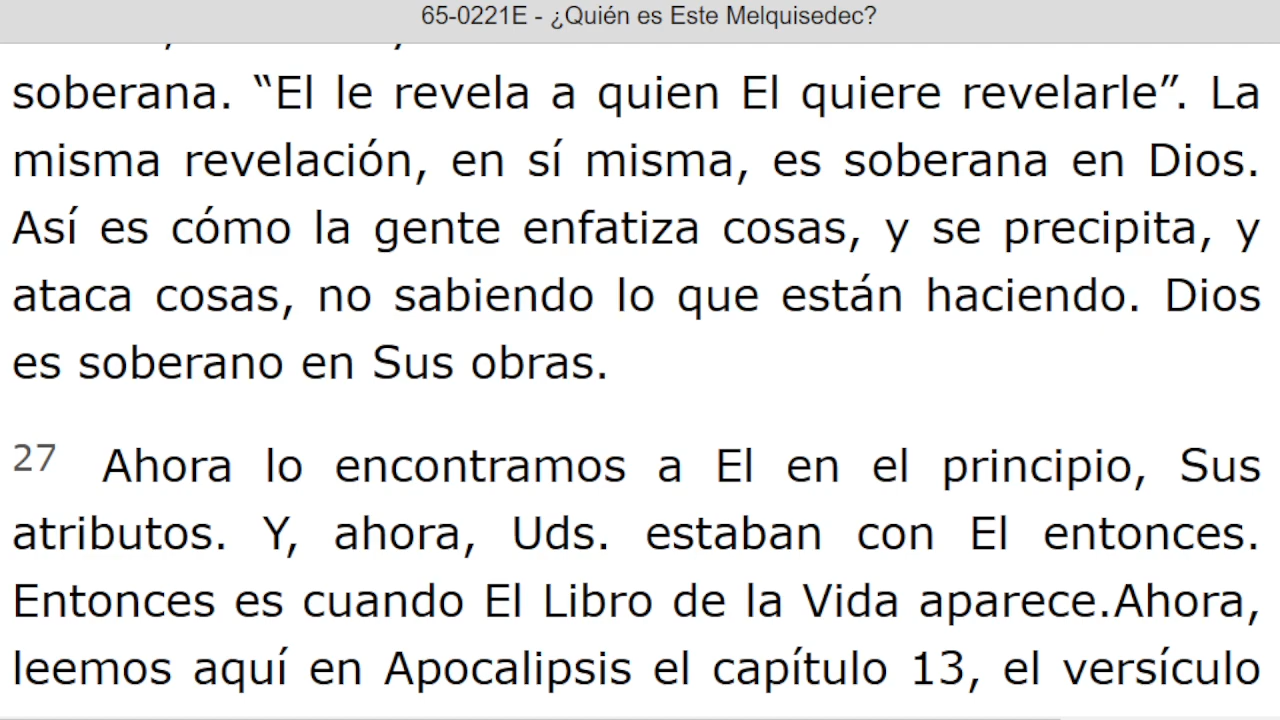 65-0221E - ¿Quién es Este Melquisedec?
soberana. “El le revela a quien El quiere revelarle”. La
misma revelación, en sí misma, es soberana en Dios.
Así es cómo la gente enfatiza cosas, y se precipita, y
ataca cosas, no sabiendo lo que están haciendo. Dios
es soberano en Sus obras.
27 Ahora lo encontramos a El en el principio, Sus
atributos. Y, ahora, Uds. estaban con El entonces.
Entonces es cuando El Libro de la Vida aparece.Ahora,
leemos aquí en Apocalipsis el capítulo 13, el versículo